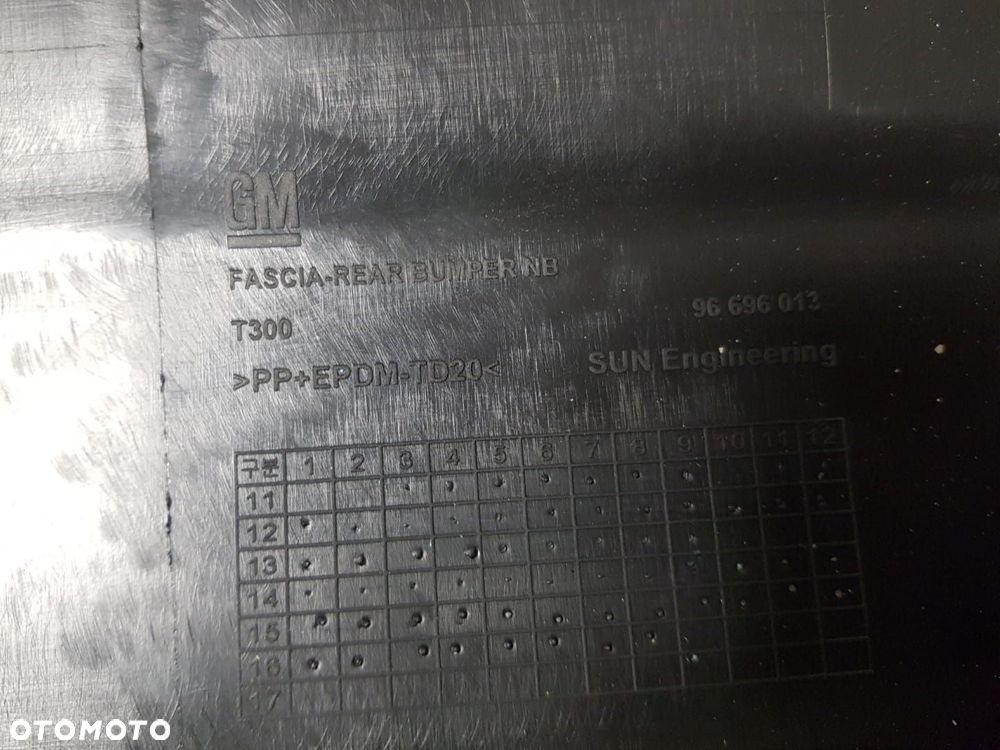 GM
FASCIA-REAR BUMPER NB
T300
96 696 013
>PP+EPDM-TD20<
SUN Engineering
구분 1 2 3 4 5 6 7 8 9 10 11 12
11
12
13
14
15
16
17
OTOMOTO